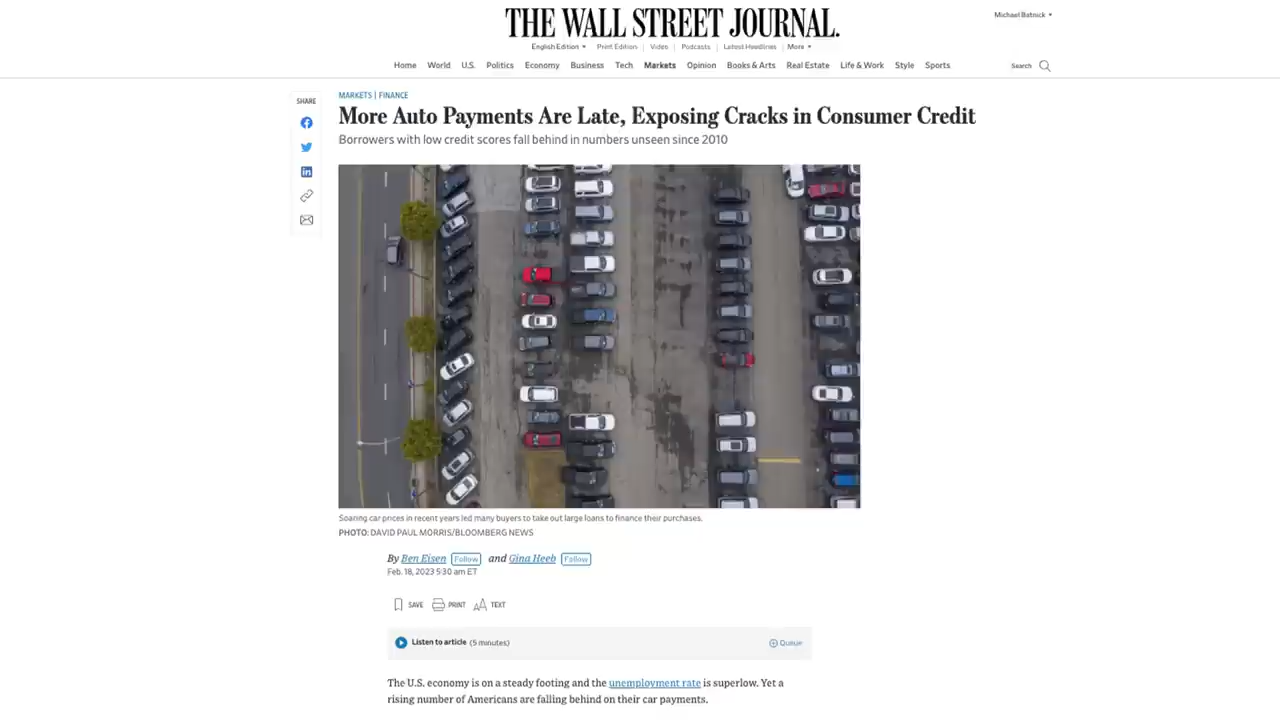 THE WALL STREET JOURNAL.
Michael Batnick
English Edition Print Edition Video Podcasts Latest Headlines More
Home World U.S. Politics Economy Business Tech Markets Opinion Books & Arts Real Estate Life & Work Style Sports
Search
SHARE
MARKETS | FINANCE
More Auto Payments Are Late, Exposing Cracks in Consumer Credit
Borrowers with low credit scores fall behind in numbers unseen since 2010
Soaring car prices in recent years led many buyers to take out large loans to finance their purchases.
PHOTO: DAVID PAUL MORRIS/BLOOMBERG NEWS
By Ben Eisen Follow and Gina Heeb Follow
Feb. 18, 2023 5:30 am ET
SAVE PRINT AA TEXT
Listen to article (5 minutes)
Queue
The U.S. economy is on a steady footing and the unemployment rate is superlow. Yet a
rising number of Americans are falling behind on their car payments.